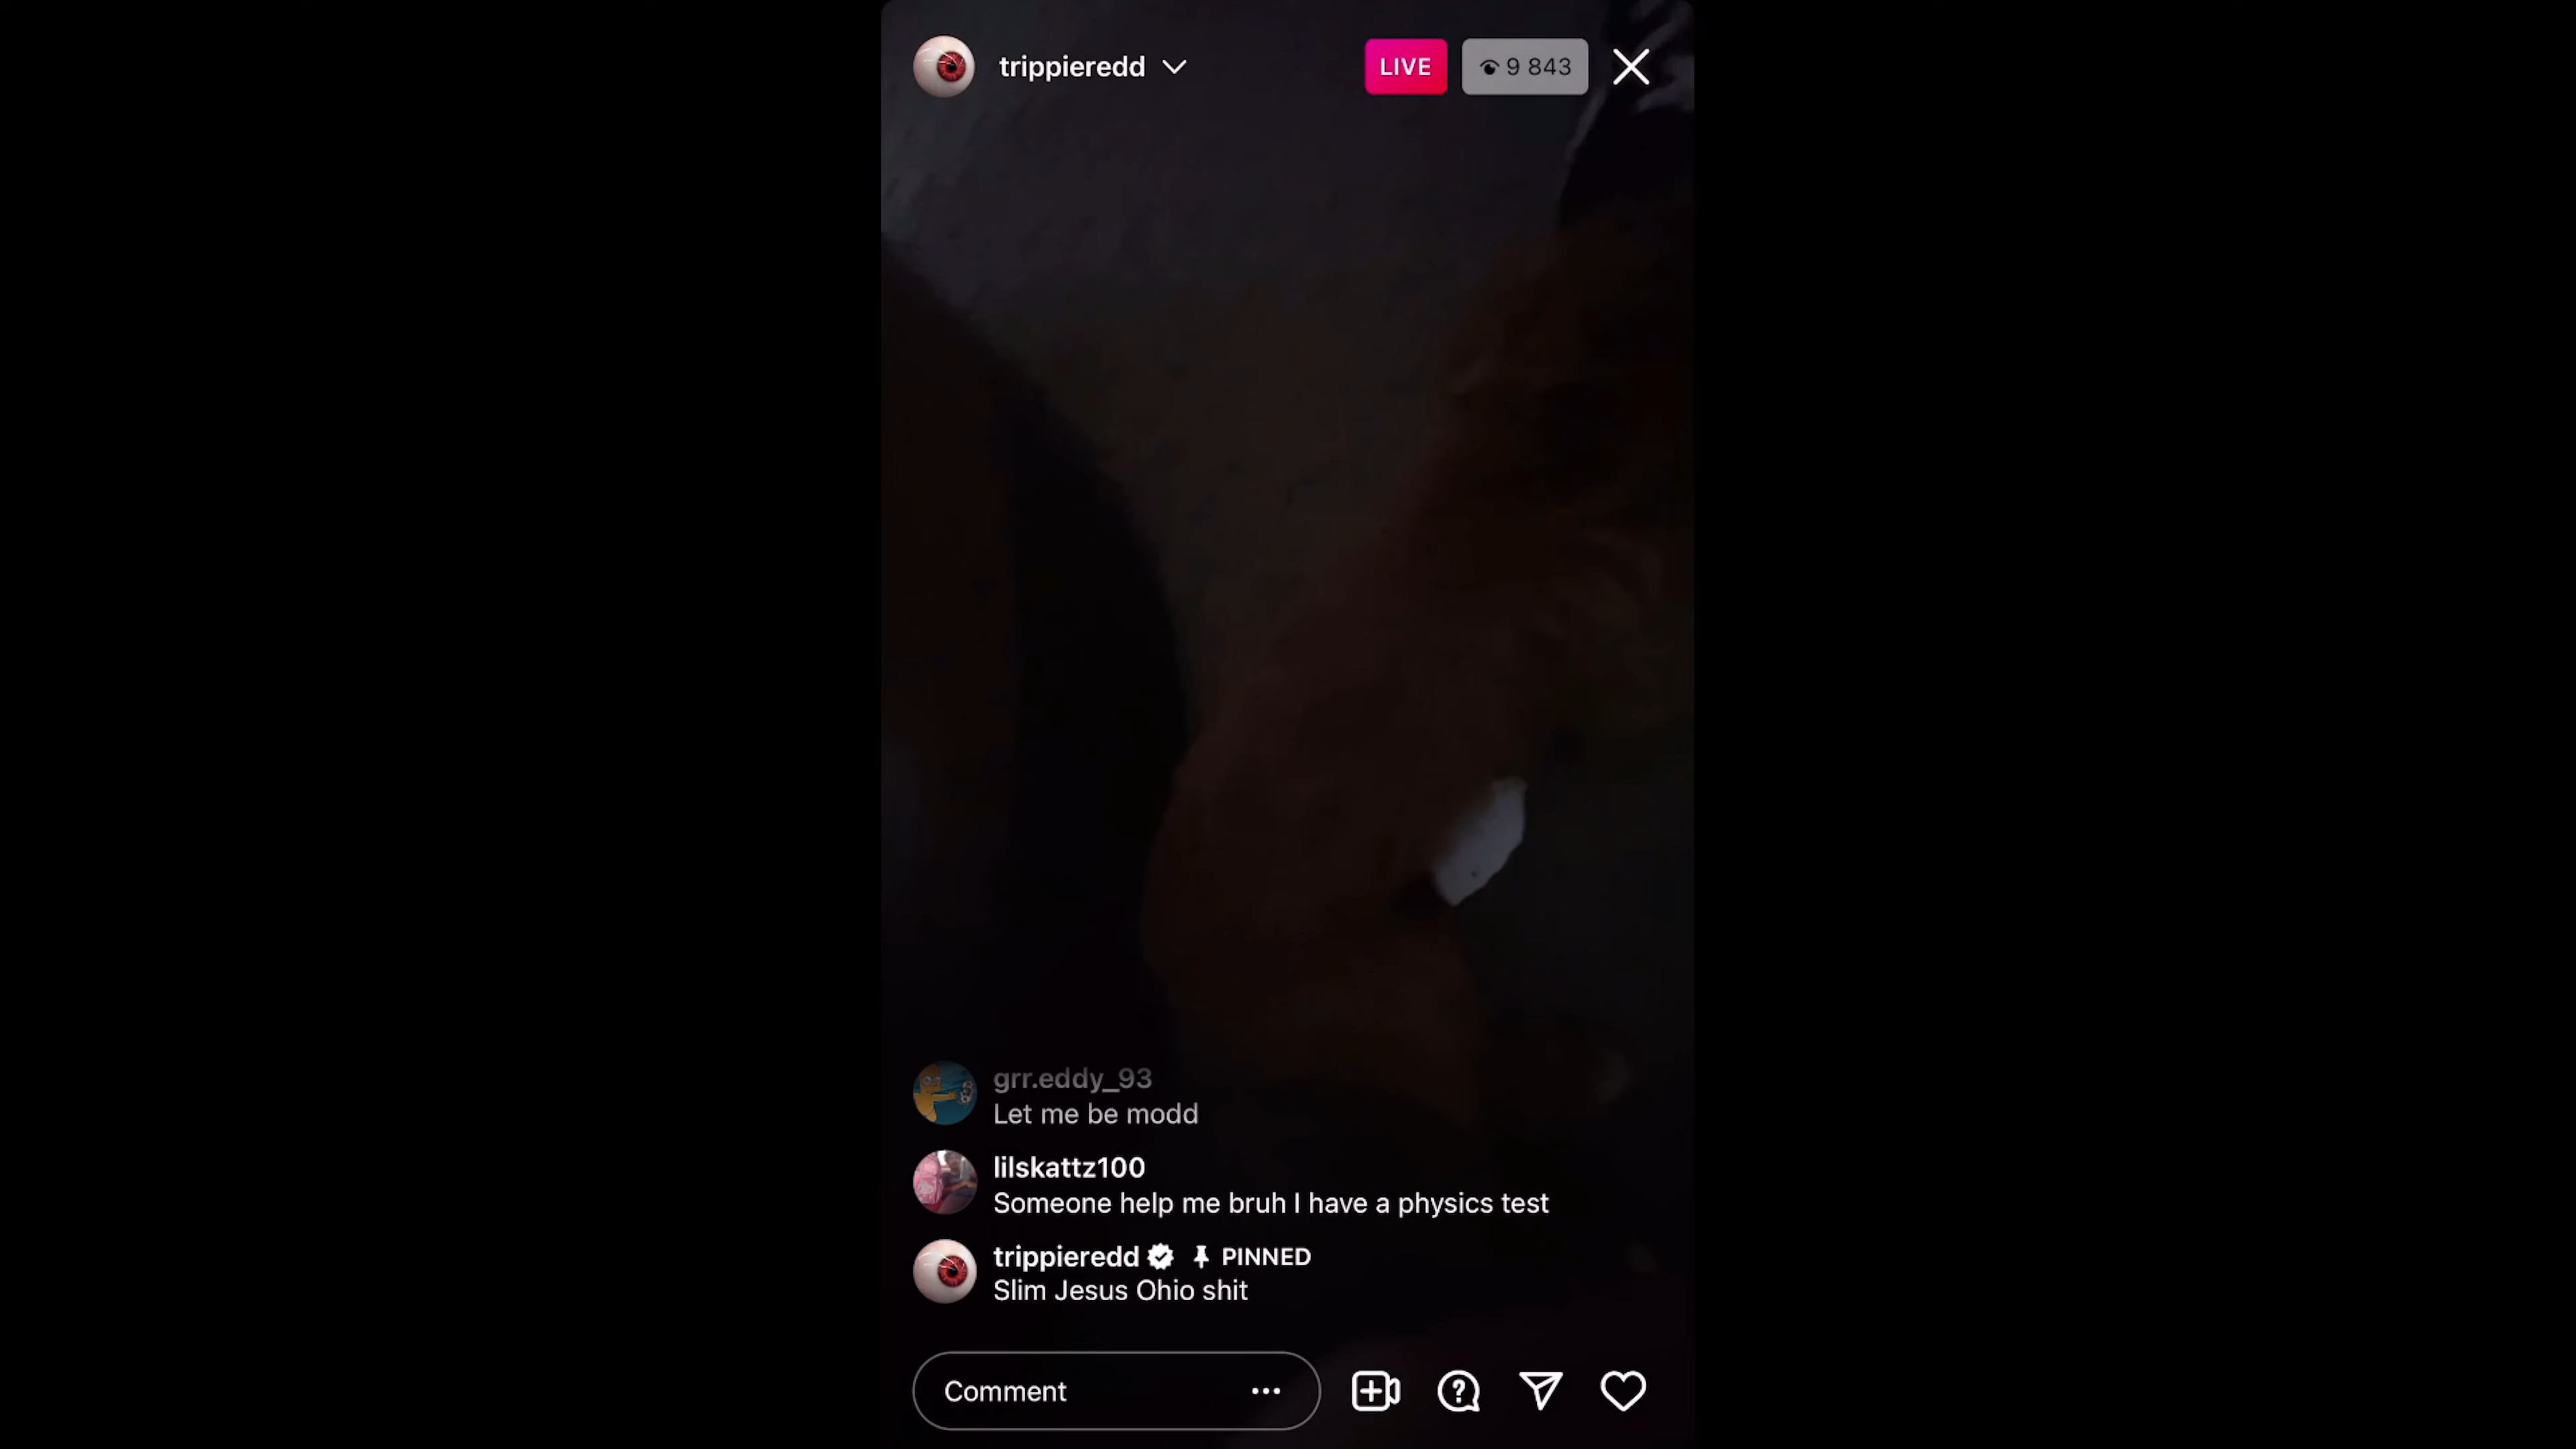 trippieredd
LIVE
9 843
grr.eddy_93
Let me be modd
lilskattz100
Someone help me bruh I have a physics test
trippieredd PINNED
Slim Jesus Ohio shit
Comment